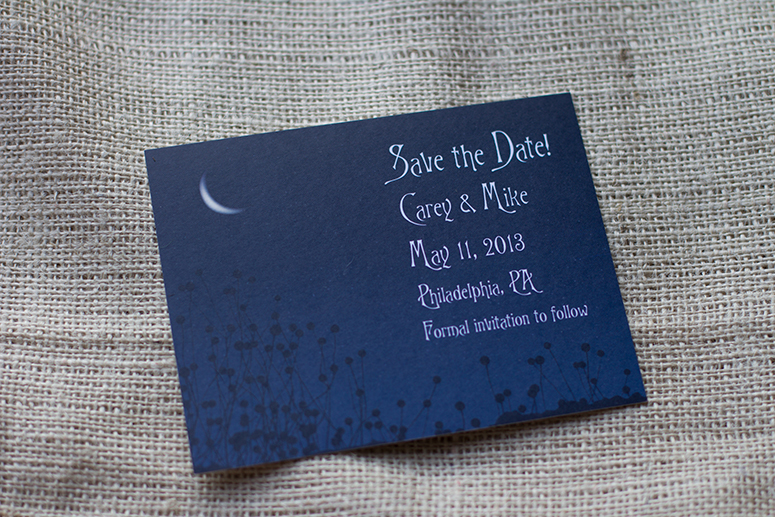 Save the Date!
Carey & Mike
May 11, 2013
Philadelphia, PA
Formal invitation to follow